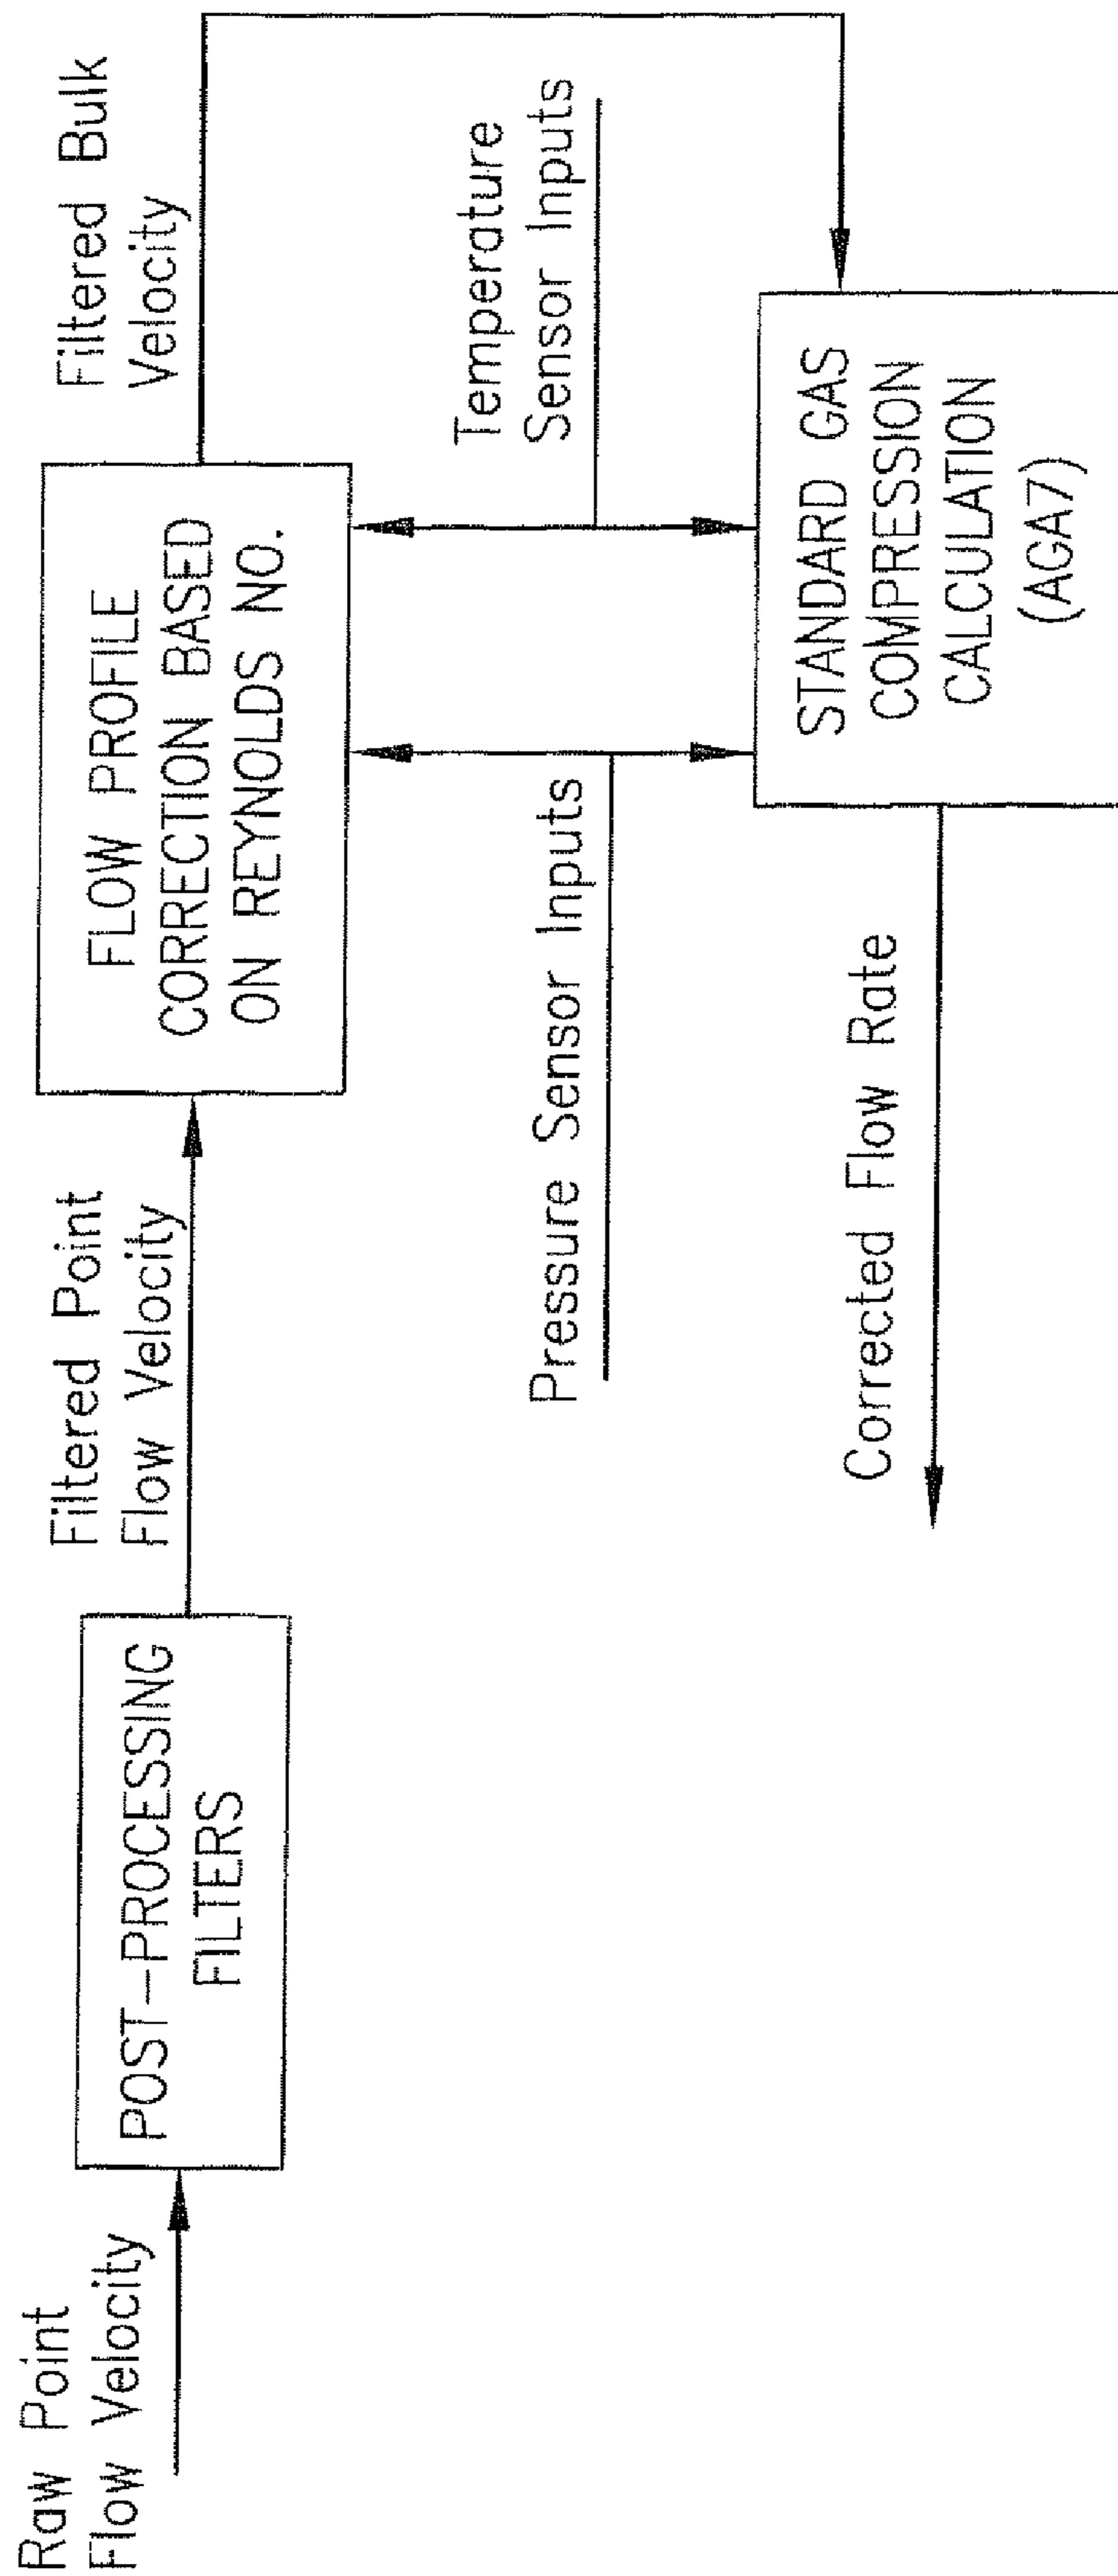 Raw Point
Flow Velocity
POST-PROCESSING
FILTERS
Filtered Point
Flow Velocity
FLOW PROFILE
CORRECTION BASED
ON REYNOLDS NO.
Filtered Bulk
Velocity
Temperature
Sensor Inputs
Pressure Sensor Inputs
STANDARD GAS
COMPRESSION
CALCULATION
(AGA7)
Corrected Flow Rate